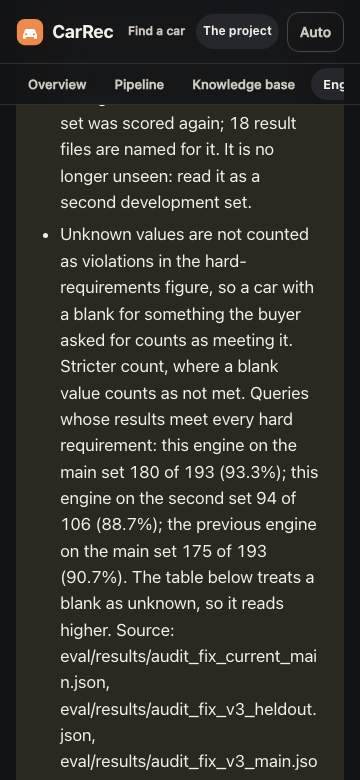 CarRec
Find a car
The project
Auto
Overview
Pipeline
Knowledge base
Eng
set was scored again; 18 result
files are named for it. It is no
longer unseen: read it as a
second development set.
• Unknown values are not counted
as violations in the hard-
requirements figure, so a car with
a blank for something the buyer
asked for counts as meeting it.
Stricter count, where a blank
value counts as not met. Queries
whose results meet every hard
requirement: this engine on the
main set 180 of 193 (93.3%); this
engine on the second set 94 of
106 (88.7%); the previous engine
on the main set 175 of 193
(90.7%). The table below treats a
blank as unknown, so it reads
higher. Source:
eval/results/audit_fix_current_mai
n.json,
eval/results/audit_fix_v3_heldout.
json,
eval/results/audit_fix_v3_main.jso